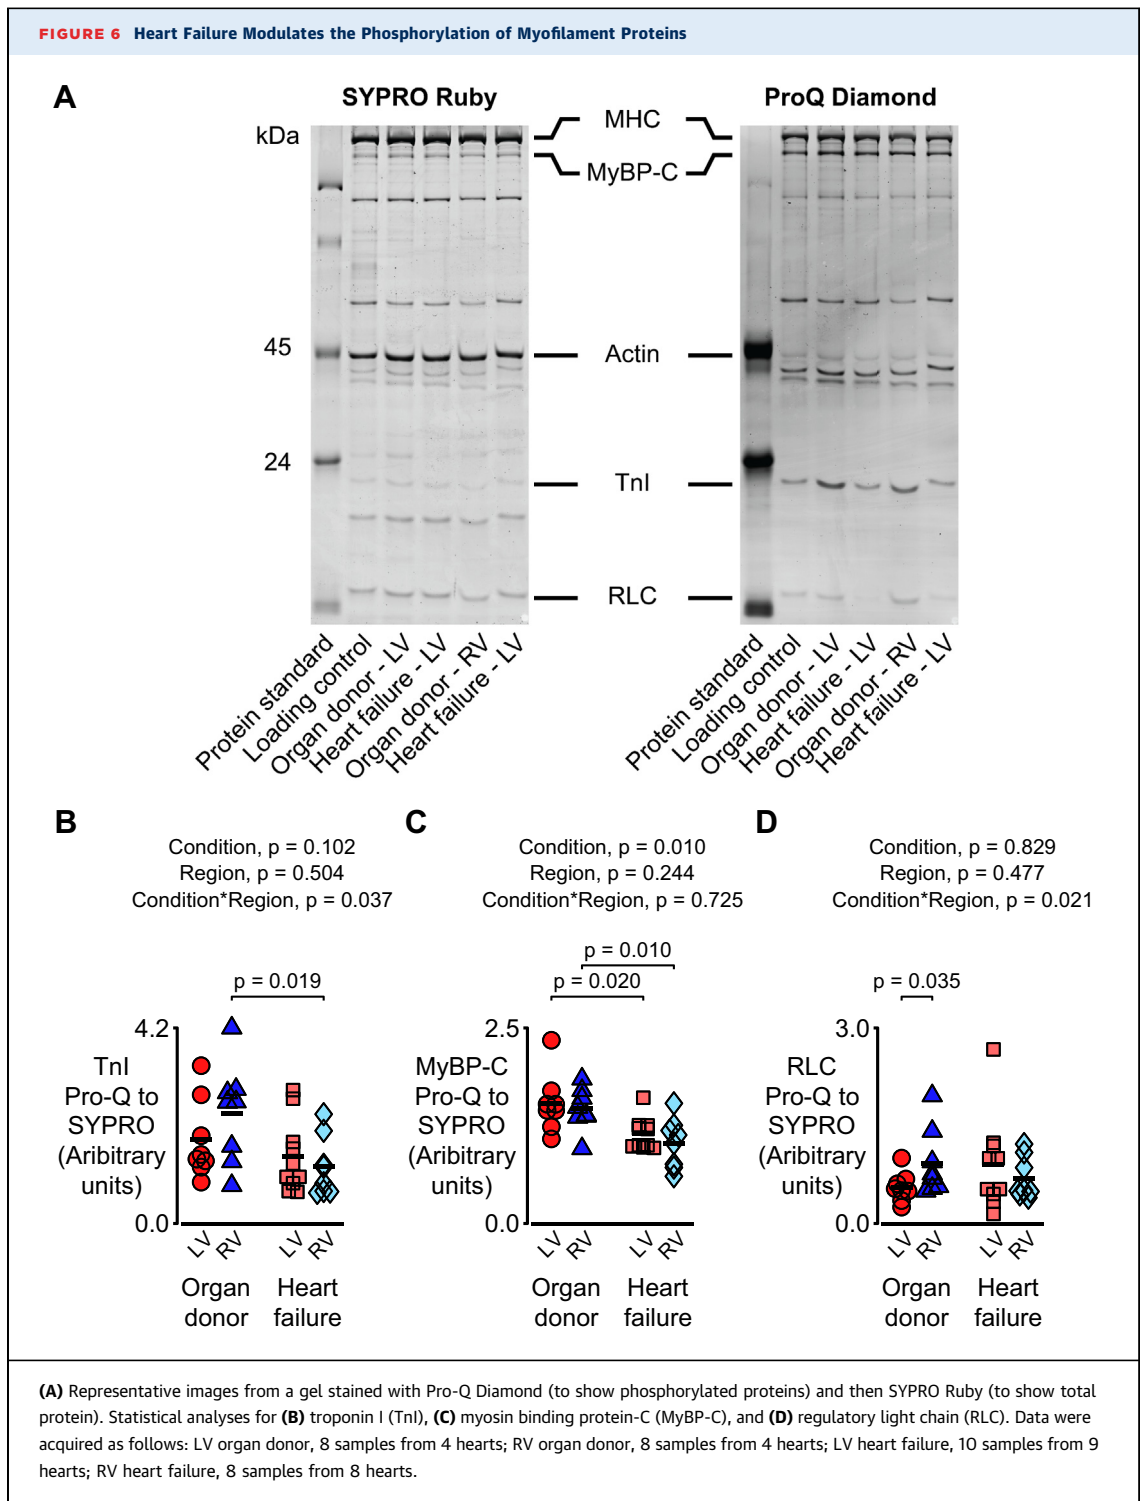 FIGURE 6 Heart Failure Modulates the Phosphorylation of Myofilament Proteins
A
SYPRO Ruby
ProQ Diamond
kDa
MHC
MyBP-C
45
Actin
24
TnI
RLC
Protein standard
Loading control
Organ donor - LV
Heart failure - LV
Organ donor - RV
Heart failure - LV
Protein standard
Loading control
Organ donor - LV
Heart failure - LV
Organ donor - RV
Heart failure - LV
B
Condition, p = 0.102
Region, p = 0.504
Condition*Region, p = 0.037
p = 0.019
4.2
TnI
Pro-Q to
SYPRO
(Aribitrary
units)
0.0
LV
RV
LV
RV
Organ
donor
Heart
failure
C
Condition, p = 0.010
Region, p = 0.244
Condition*Region, p = 0.725
p = 0.010
p = 0.020
2.5
MyBP-C
Pro-Q to
SYPRO
(Aribitrary
units)
0.0
LV
RV
LV
RV
Organ
donor
Heart
failure
D
Condition, p = 0.829
Region, p = 0.477
Condition*Region, p = 0.021
p = 0.035
3.0
RLC
Pro-Q to
SYPRO
(Aribitrary
units)
0.0
LV
RV
LV
RV
Organ
donor
Heart
failure
(A) Representative images from a gel stained with Pro-Q Diamond (to show phosphorylated proteins) and then SYPRO Ruby (to show total
protein). Statistical analyses for (B) troponin I (TnI), (C) myosin binding protein-C (MyBP-C), and (D) regulatory light chain (RLC). Data were
acquired as follows: LV organ donor, 8 samples from 4 hearts; RV organ donor, 8 samples from 4 hearts; LV heart failure, 10 samples from 9
hearts; RV heart failure, 8 samples from 8 hearts.